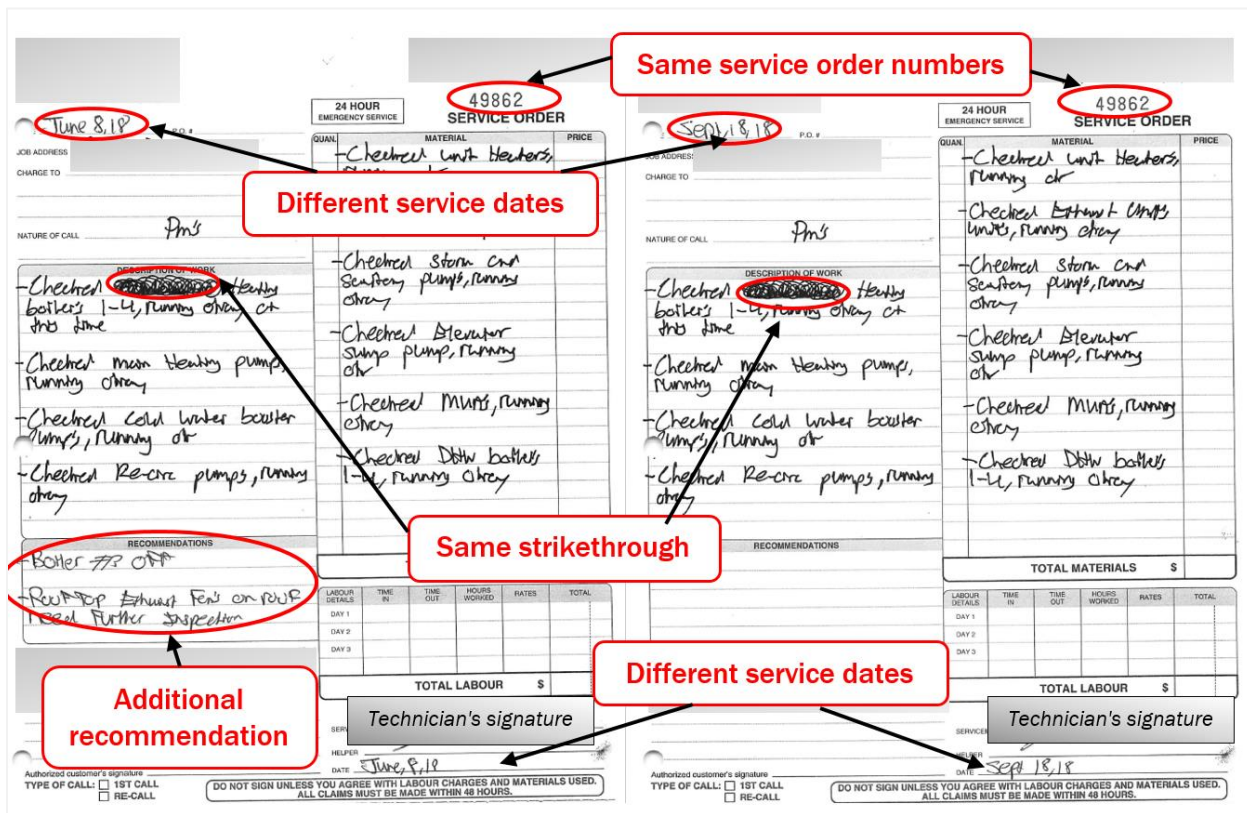 Same service order numbers
49862
24 HOUR
EMERGENCY SERVICE
SERVICE ORDER
June 8, 18
P.O. #
JOB ADDRESS
CHARGE TO
Different service dates
NATURE OF CALL
Pm's
QUAN.
MATERIAL
PRICE
-Checked unit Heaters,
-Checked Storm and
Sanitary pump's, running
okay
-Checked Elevator
sump pump, running
ok
-Checked MUA's, running
okay
-Checked DHW boilers
1-4, running okay
DESCRIPTION OF WORK
-Checked Heating
boiler's 1-4, running okay at
this time
-Checked main Heating pumps,
running okay
-Checked Cold water booster
pump's, running ok
-Checked Re-circ pumps, running
okay
Same strikethrough
RECOMMENDATIONS
-Boiler #3 OFF
-Rooftop Exhaust Fan's on roof
need Further Inspection
Additional
recommendation
LABOUR DETAILS
TIME IN
TIME OUT
HOURS WORKED
RATES
TOTAL
DAY 1
DAY 2
DAY 3
TOTAL LABOUR $
Technician's signature
HELPER
DATE June, 8, 18
Authorized customer's signature
TYPE OF CALL: 1ST CALL
RE-CALL
DO NOT SIGN UNLESS YOU AGREE WITH LABOUR CHARGES AND MATERIALS USED.
ALL CLAIMS MUST BE MADE WITHIN 48 HOURS.
49862
24 HOUR
EMERGENCY SERVICE
SERVICE ORDER
Sept, 18, 18
P.O. #
JOB ADDRESS
CHARGE TO
NATURE OF CALL
Pm's
QUAN.
MATERIAL
PRICE
-Checked unit Heaters,
running ok
-Checked Exhaust
units, running okay
-Checked Storm and
Sanitary pump's, running
okay
-Checked Elevator
sump pump, running
ok
-Checked MUA's, running
okay
-Checked DHW boilers
1-4, running okay
TOTAL MATERIALS $
DESCRIPTION OF WORK
-Checked Heating
boiler's 1-4, running okay at
this time
-Checked main Heating pumps,
running okay
-Checked Cold water booster
pump's, running ok
-Checked Re-circ pumps, running
okay
RECOMMENDATIONS
LABOUR DETAILS
TIME IN
TIME OUT
HOURS WORKED
RATES
TOTAL
DAY 1
DAY 2
DAY 3
Different service dates
TOTAL LABOUR $
Technician's signature
HELPER
DATE Sept 18, 18
Authorized customer's signature
TYPE OF CALL: 1ST CALL
RE-CALL
DO NOT SIGN UNLESS YOU AGREE WITH LABOUR CHARGES AND MATERIALS USED.
ALL CLAIMS MUST BE MADE WITHIN 48 HOURS.